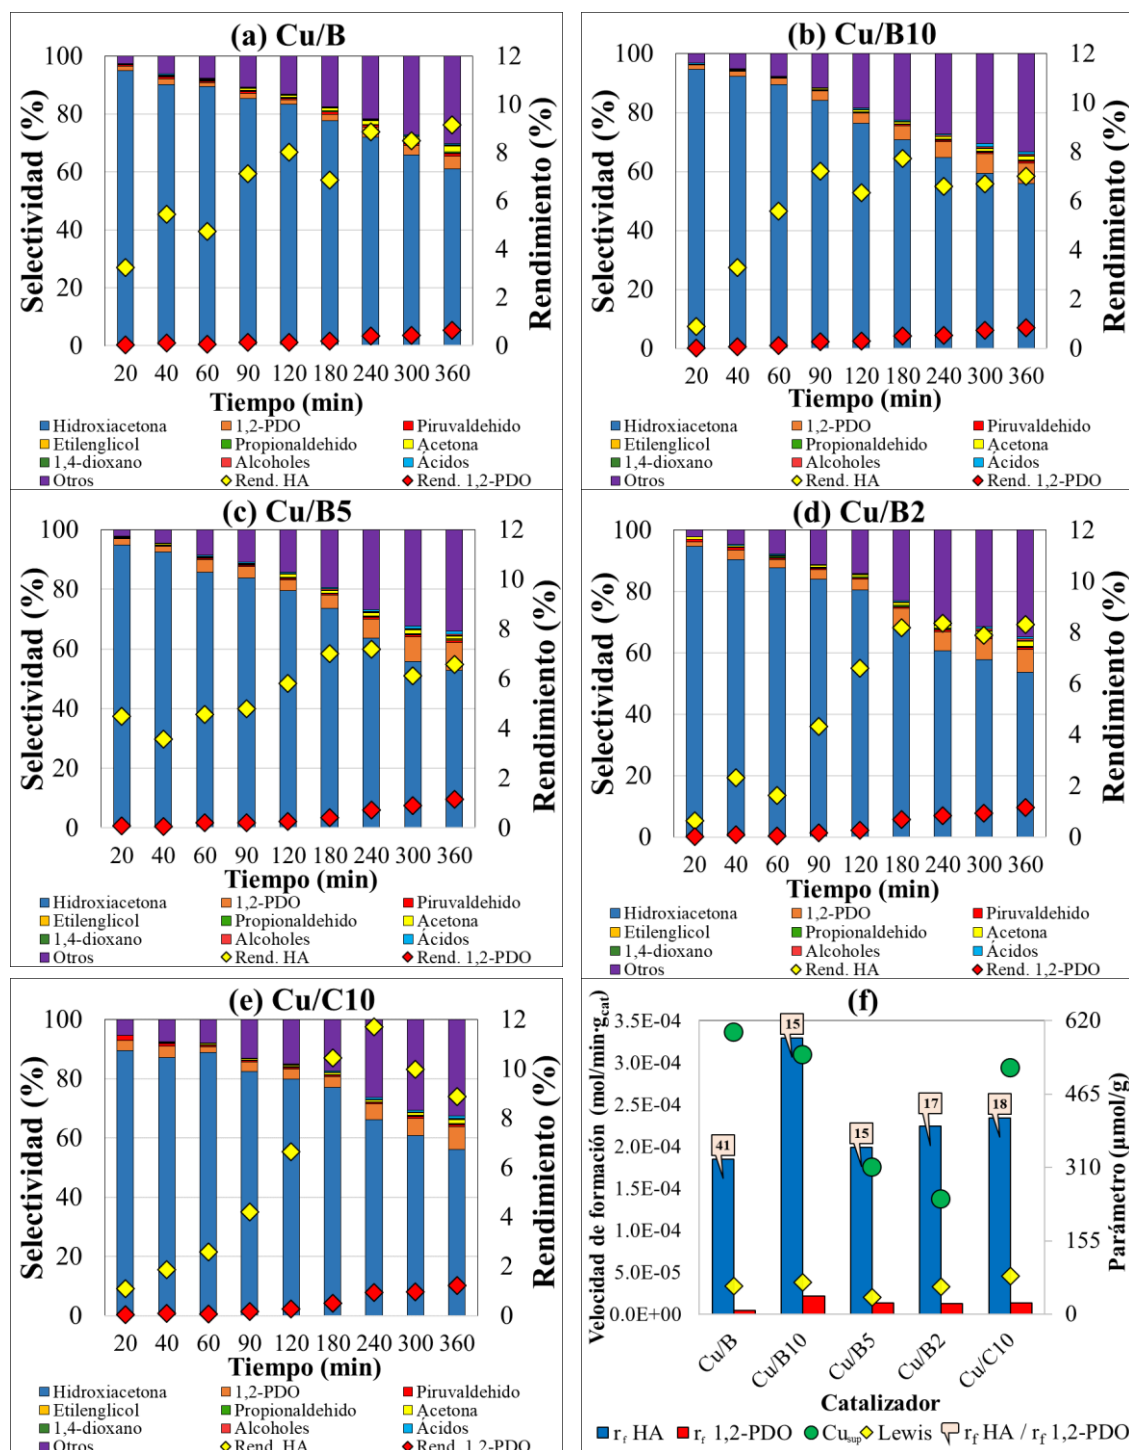 (a) Cu/B
Selectividad (%)
100
80
60
40
20
0
12
10
8
6
4
2
0
Rendimiento (%)
20 40 60 90 120 180 240 300 360
Tiempo (min)
Hidroxiacetona 1,2-PDO Piruvaldehido
Etilenglicol Propionaldehido Acetona
1,4-dioxano Alcoholes Ácidos
Otros Rend. HA Rend. 1,2-PDO
(b) Cu/B10
Selectividad (%)
100
80
60
40
20
0
12
10
8
6
4
2
0
Rendimiento (%)
20 40 60 90 120 180 240 300 360
Tiempo (min)
Hidroxiacetona 1,2-PDO Piruvaldehido
Etilenglicol Propionaldehido Acetona
1,4-dioxano Alcoholes Ácidos
Otros Rend. HA Rend. 1,2-PDO
(c) Cu/B5
Selectividad (%)
100
80
60
40
20
0
12
10
8
6
4
2
0
Rendimiento (%)
20 40 60 90 120 180 240 300 360
Tiempo (min)
Hidroxiacetona 1,2-PDO Piruvaldehido
Etilenglicol Propionaldehido Acetona
1,4-dioxano Alcoholes Ácidos
Otros Rend. HA Rend. 1,2-PDO
(d) Cu/B2
Selectividad (%)
100
80
60
40
20
0
12
10
8
6
4
2
0
Rendimiento (%)
20 40 60 90 120 180 240 300 360
Tiempo (min)
Hidroxiacetona 1,2-PDO Piruvaldehido
Etilenglicol Propionaldehido Acetona
1,4-dioxano Alcoholes Ácidos
Otros Rend. HA Rend. 1,2-PDO
(e) Cu/C10
Selectividad (%)
100
80
60
40
20
0
12
10
8
6
4
2
0
Rendimiento (%)
20 40 60 90 120 180 240 300 360
Tiempo (min)
Hidroxiacetona 1,2-PDO Piruvaldehido
Etilenglicol Propionaldehido Acetona
1,4-dioxano Alcoholes Ácidos
Otros Rend. HA Rend. 1,2-PDO
(f)
Velocidad de formación (mol/min·gcat)
3.5E-04
3.0E-04
2.5E-04
2.0E-04
1.5E-04
1.0E-04
5.0E-05
0.0E+00
41
15
15
17
18
620
465
310
155
0
Parámetro (µmol/g)
Cu/B Cu/B10 Cu/B5 Cu/B2 Cu/C10
Catalizador
rf HA rf 1,2-PDO Cusup Lewis rf HA / rf 1,2-PDO